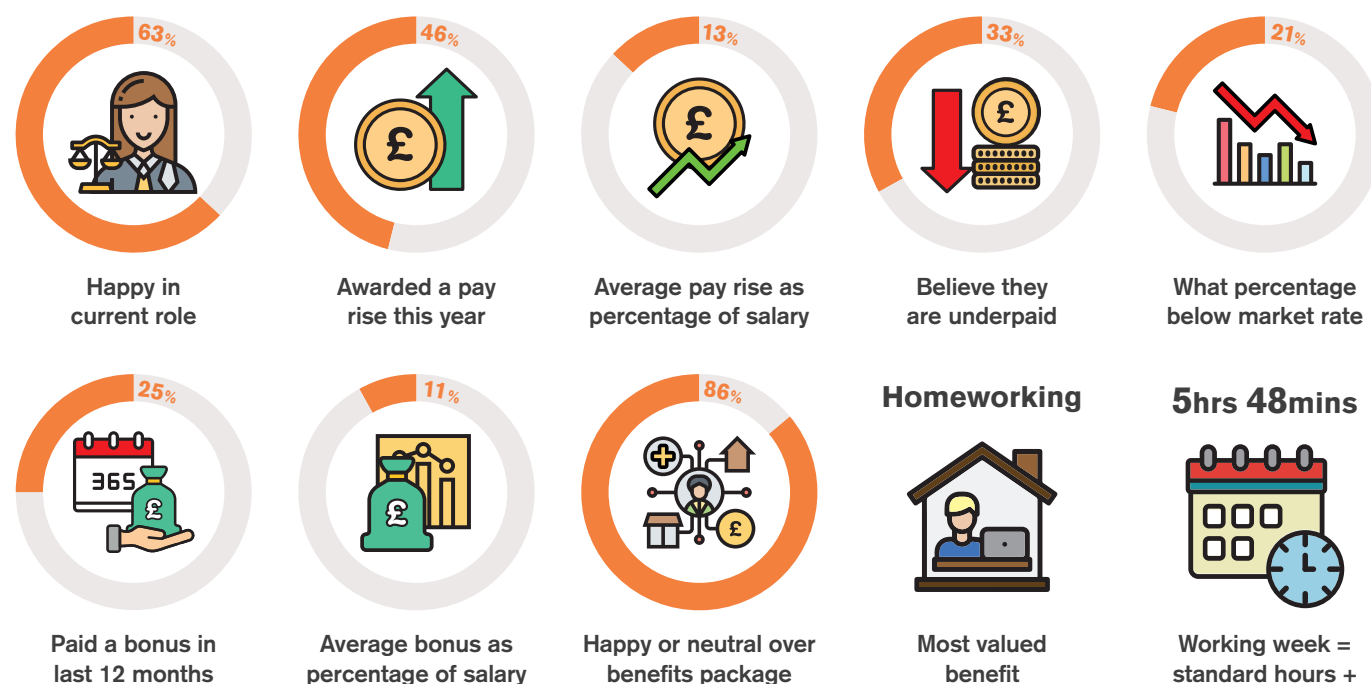 63%
46%
13%
33%
21%
£
£
£
Happy in
current role
Awarded a pay
rise this year
Average pay rise as
percentage of salary
Believe they
are underpaid
What percentage
below market rate
25%
11%
86%
Homeworking
5hrs 48mins
365
£
£
£
Paid a bonus in
last 12 months
Average bonus as
percentage of salary
Happy or neutral over
benefits package
Most valued
benefit
Working week =
standard hours +